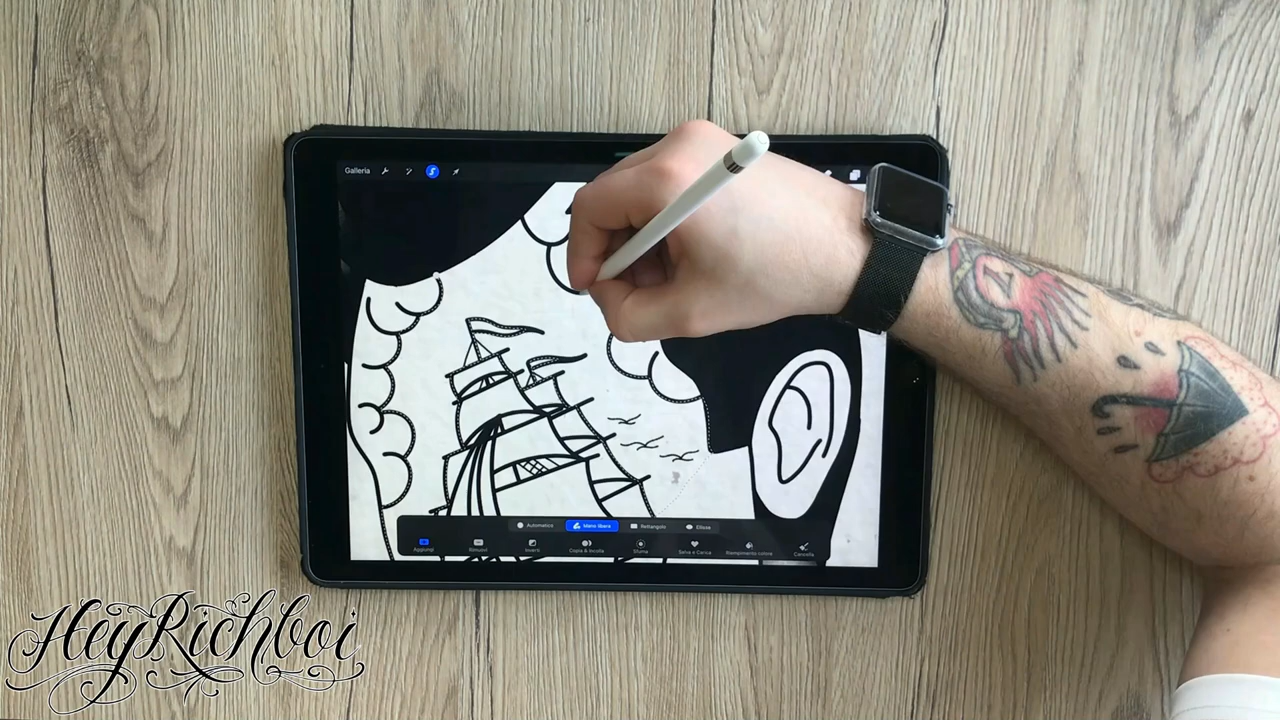 Galleria
Automatico Mano libera Rettangolo Ellisse
Aggiungi Rimuovi Inverti Copia & Incolla Sfuma Salva e Carica Riempimento colore Cancella
HeyRichboi